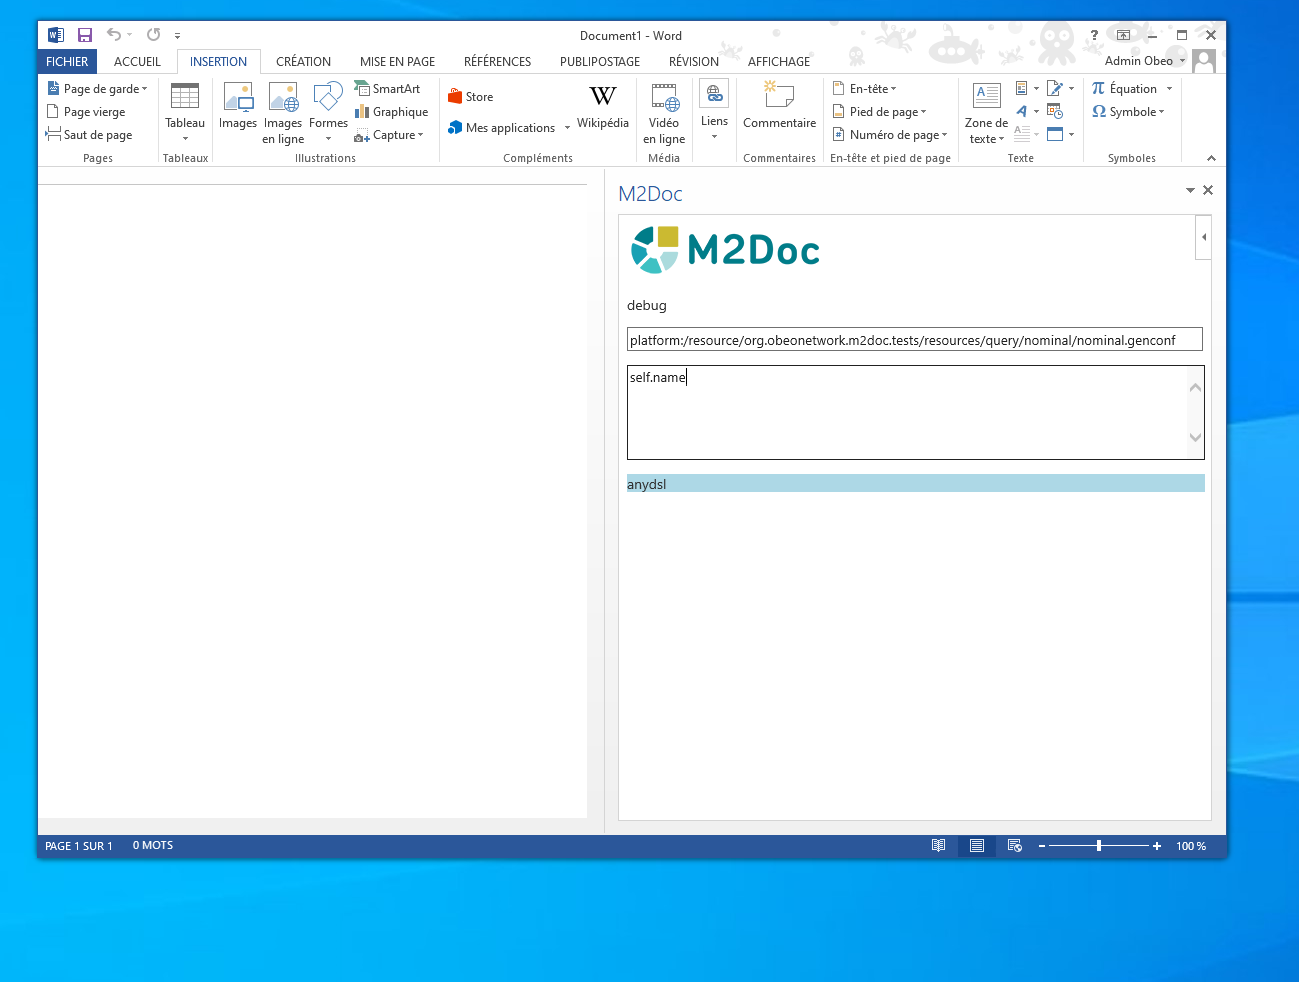 Document1 - Word
?
FICHIER ACCUEIL INSERTION CRÉATION MISE EN PAGE RÉFÉRENCES PUBLIPOSTAGE RÉVISION AFFICHAGE Admin Obeo
Page de garde
Page vierge
Saut de page
Pages
Tableau
Tableaux
Images
Images
en ligne
Formes
SmartArt
Graphique
Capture
Illustrations
Store
Mes applications
W
Wikipédia
Compléments
Vidéo
en ligne
Média
Liens
Commentaire
Commentaires
En-tête
Pied de page
# Numéro de page
En-tête et pied de page
A
Zone de
texte
A
A
Texte
π Équation
Ω Symbole
Symboles
M2Doc
M2Doc
debug
platform:/resource/org.obeonetwork.m2doc.tests/resources/query/nominal/nominal.genconf
self.name
anydsl
PAGE 1 SUR 1 0 MOTS 100 %